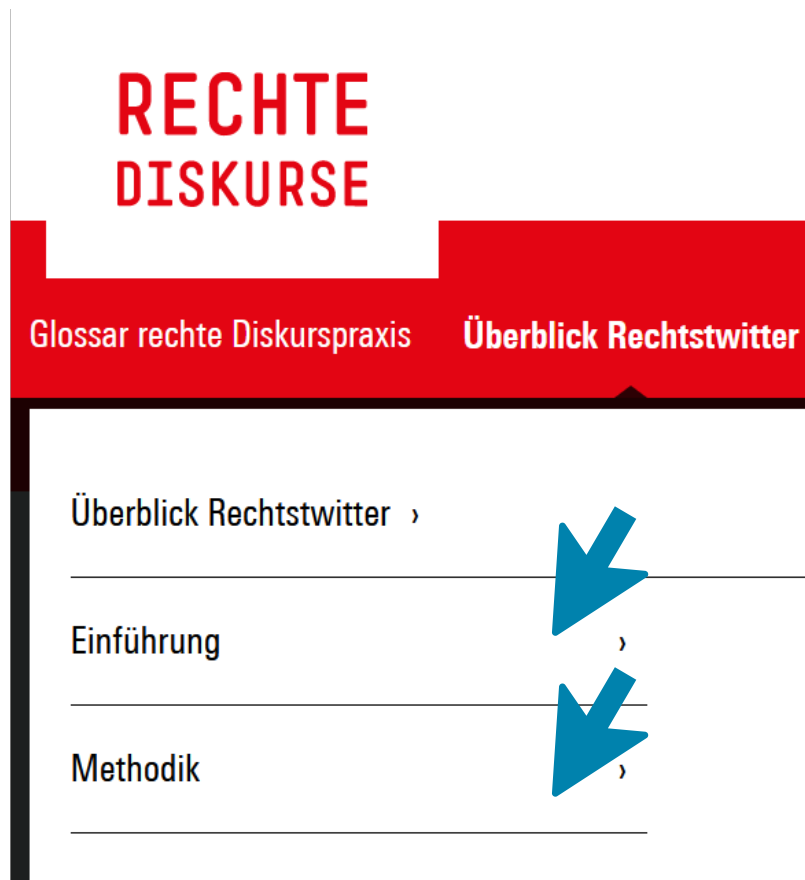 RECHTE
DISKURSE
Glossar rechte Diskurspraxis Überblick Rechtstwitter
Überblick Rechtstwitter ›
Einführung ›
Methodik ›